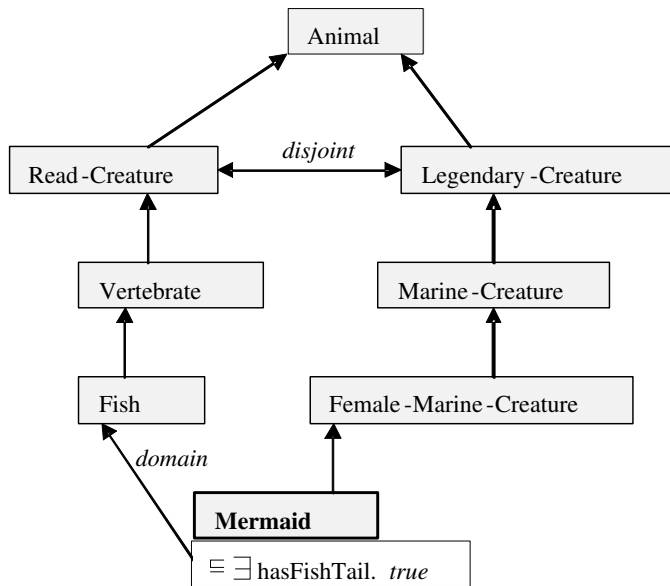 Animal
disjoint
Read-Creature
Legendary-Creature
Vertebrate
Marine-Creature
Fish
Female-Marine-Creature
domain
Mermaid
⊑ ∃ hasFishTail. true